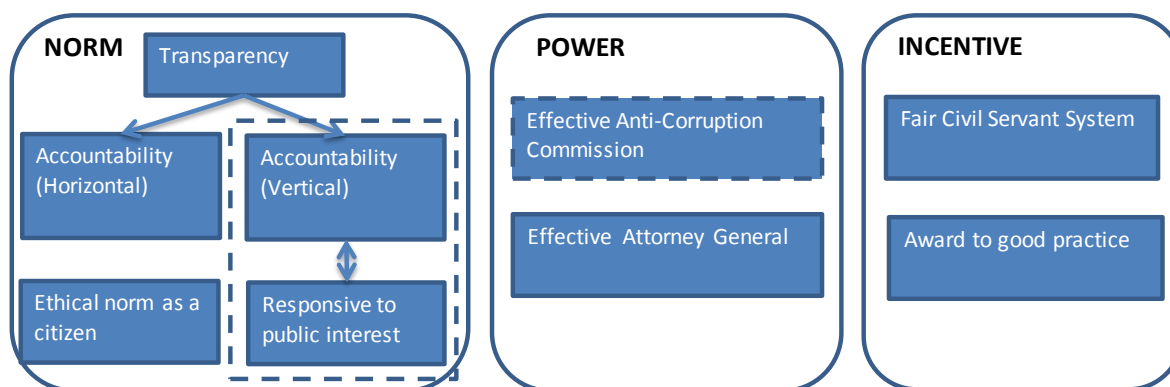 NORM
Transparency
Accountability
(Horizontal)
Accountability
(Vertical)
Ethical norm as a
citizen
Responsive to
public interest
POWER
Effective Anti-Corruption
Commission
Effective Attorney General
INCENTIVE
Fair Civil Servant System
Award to good practice